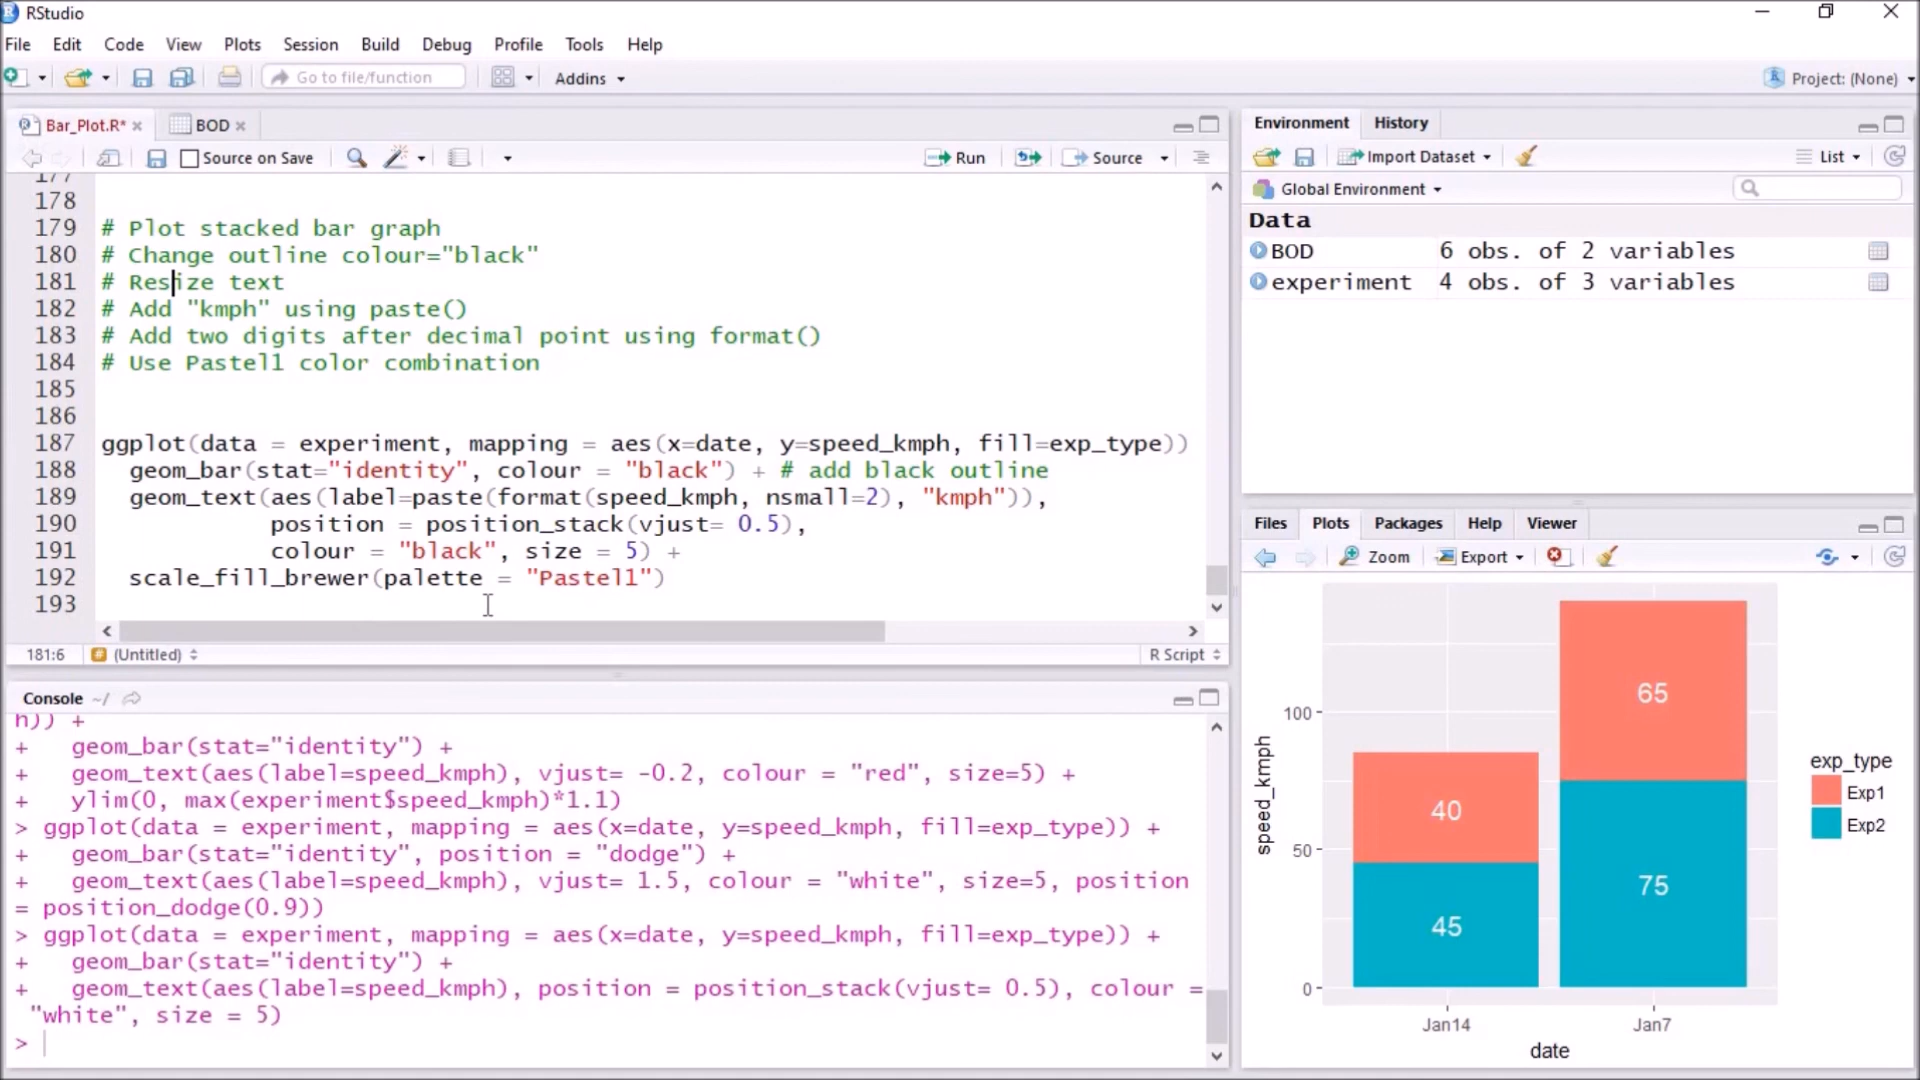 RStudio
File Edit Code View Plots Session Build Debug Profile Tools Help
Go to file/function Addins Project: (None)
Bar_Plot.R* BOD
Source on Save Run Source
177
178
179 # Plot stacked bar graph
180 # Change outline colour="black"
181 # Resize text
182 # Add "kmph" using paste()
183 # Add two digits after decimal point using format()
184 # Use Pastel1 color combination
185
186
187 ggplot(data = experiment, mapping = aes(x=date, y=speed_kmph, fill=exp_type))
188 geom_bar(stat="identity", colour = "black") + # add black outline
189 geom_text(aes(label=paste(format(speed_kmph, nsmall=2), "kmph")),
190 position = position_stack(vjust= 0.5),
191 colour = "black", size = 5) +
192 scale_fill_brewer(palette = "Pastel1")
193
181:6 (Untitled) R Script
Console ~/
h)) +
+ geom_bar(stat="identity") +
+ geom_text(aes(label=speed_kmph), vjust= -0.2, colour = "red", size=5) +
+ ylim(0, max(experiment$speed_kmph)*1.1)
> ggplot(data = experiment, mapping = aes(x=date, y=speed_kmph, fill=exp_type)) +
+ geom_bar(stat="identity", position = "dodge") +
+ geom_text(aes(label=speed_kmph), vjust= 1.5, colour = "white", size=5, position
= position_dodge(0.9))
> ggplot(data = experiment, mapping = aes(x=date, y=speed_kmph, fill=exp_type)) +
+ geom_bar(stat="identity") +
+ geom_text(aes(label=speed_kmph), position = position_stack(vjust= 0.5), colour =
"white", size = 5)
>
Environment History
Import Dataset List
Global Environment
Data
BOD 6 obs. of 2 variables
experiment 4 obs. of 3 variables
Files Plots Packages Help Viewer
Zoom Export
65
100
speed_kmph
exp_type
40
Exp1
Exp2
50
75
45
0
Jan14 Jan7
date